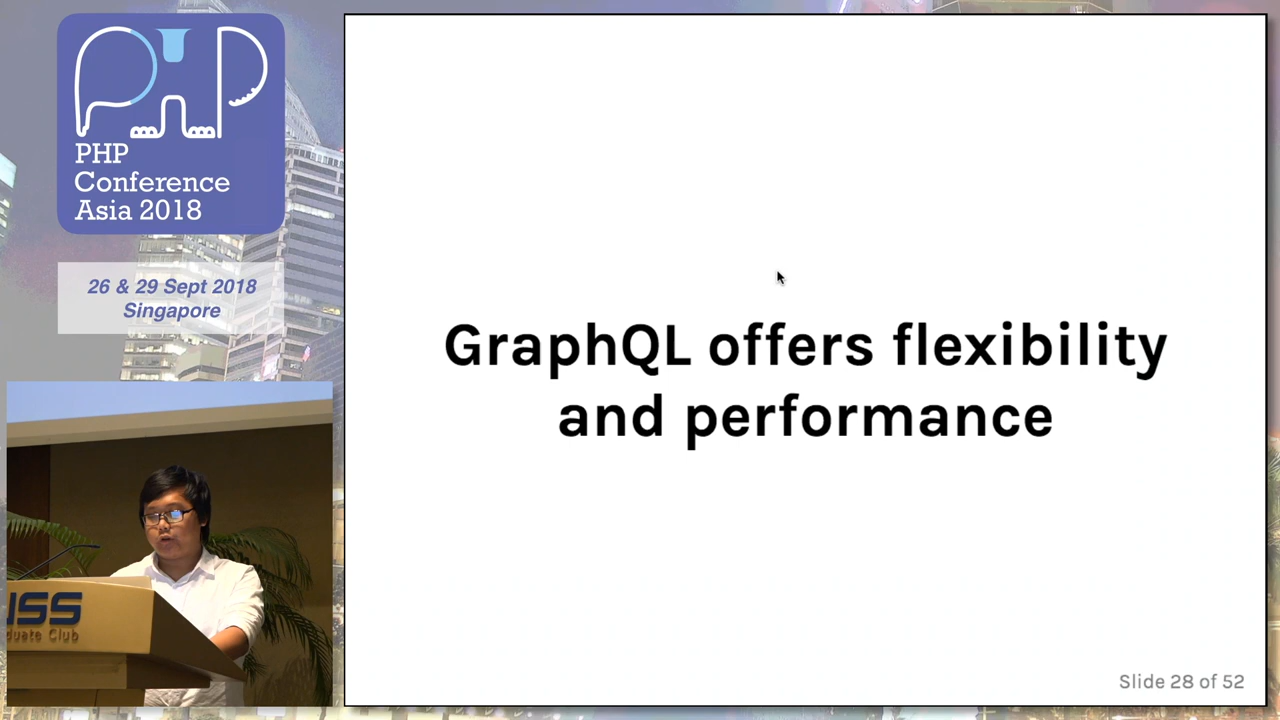 PHP
Conference
Asia 2018
26 & 29 Sept 2018
Singapore
GraphQL offers flexibility
and performance
Slide 28 of 52